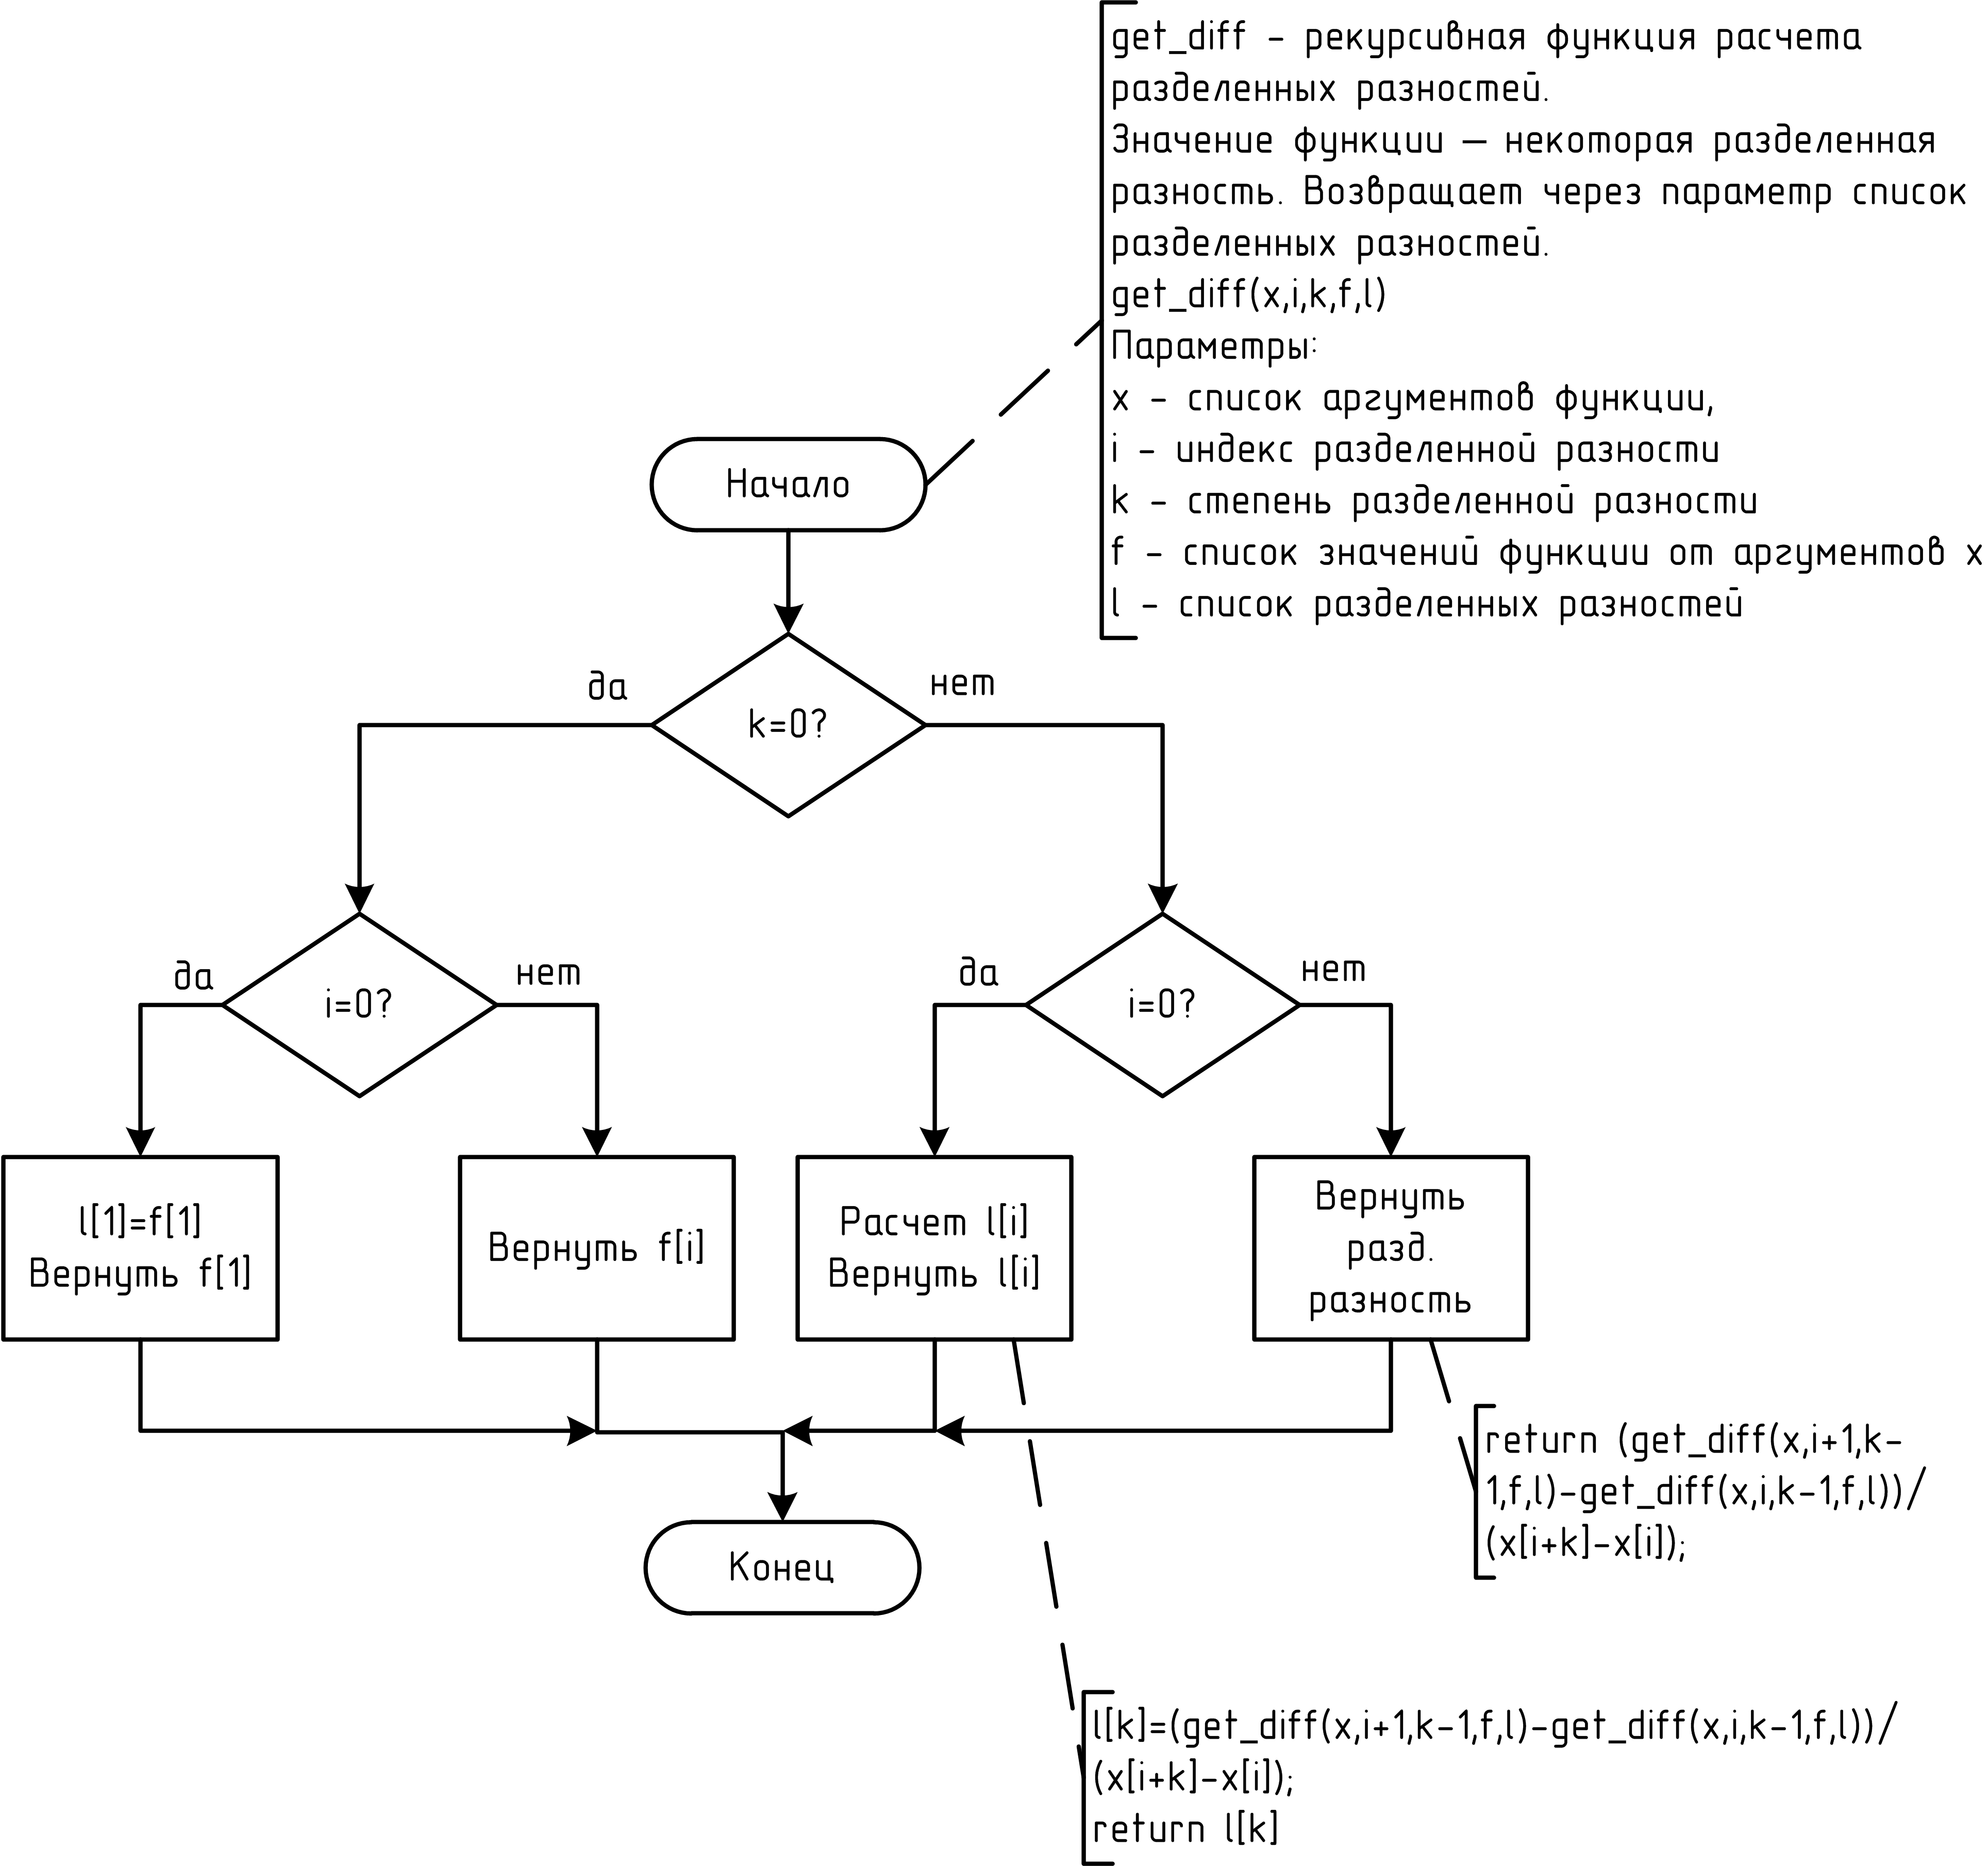 get_diff – рекурсивная функция расчета
разделенных разностей.
Значение функции — некоторая разделенная
разность. Возвращает через параметр список
разделенных разностей.
get_diff(x,i,k,f,l)
Параметры:
x – список аргументов функции,
i – индекс разделенной разности
k – степень разделенной разности
f – список значений функции от аргументов x
l – список разделенных разностей
Начало
да
нет
k=0?
да
нет
да
нет
i=0?
i=0?
l[1]=f[1]
Вернуть f[1]
Вернуть f[i]
Расчет l[i]
Вернуть l[i]
Вернуть
разд.
разность
return (get_diff(x,i+1,k-
1,f,l)-get_diff(x,i,k-1,f,l))/
(x[i+k]-x[i]);
Конец
l[k]=(get_diff(x,i+1,k-1,f,l)-get_diff(x,i,k-1,f,l))/
(x[i+k]-x[i]);
return l[k]